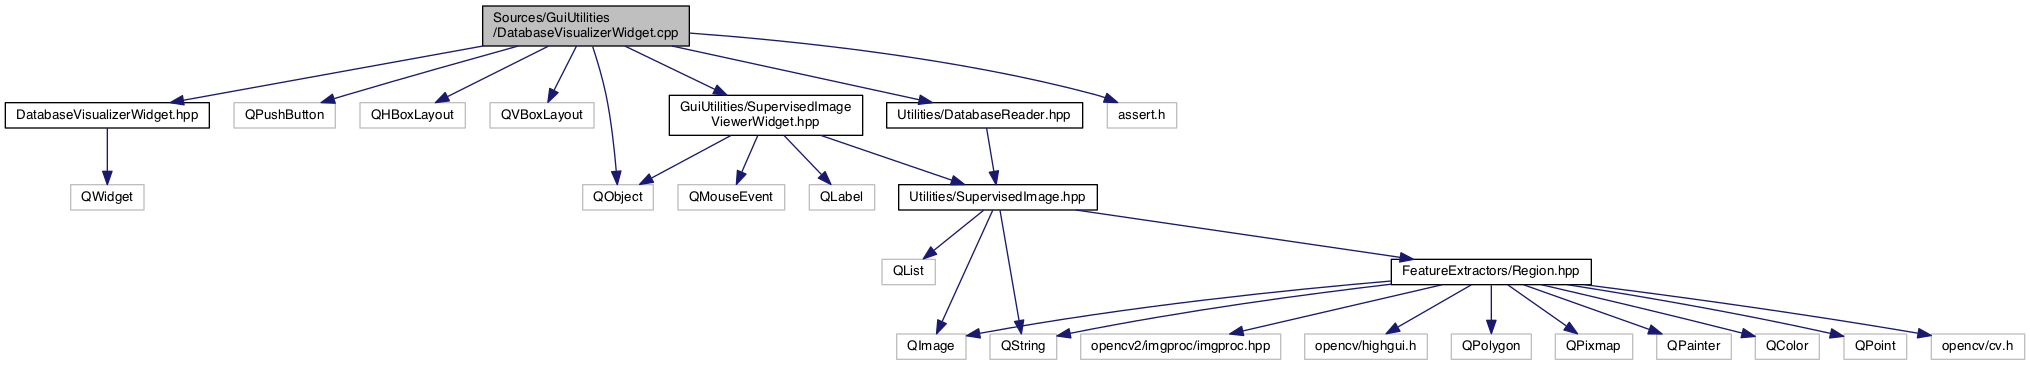 Sources/GuiUtilities
/DatabaseVisualizerWidget.cpp
DatabaseVisualizerWidget.hpp
QPushButton
QHBoxLayout
QVBoxLayout
GuiUtilities/SupervisedImage
ViewerWidget.hpp
Utilities/DatabaseReader.hpp
assert.h
QWidget
QObject
QMouseEvent
QLabel
Utilities/SupervisedImage.hpp
QList
FeatureExtractors/Region.hpp
QImage
QString
opencv2/imgproc/imgproc.hpp
opencv/highgui.h
QPolygon
QPixmap
QPainter
QColor
QPoint
opencv/cv.h